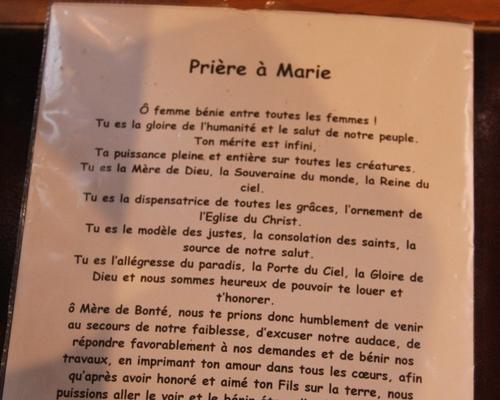 Prière à Marie
Ô femme bénie entre toutes les femmes !
Tu es la gloire de l'humanité et le salut de notre peuple.
Ton mérite est infini,
Ta puissance pleine et entière sur toutes les créatures.
Tu es la Mère de Dieu, la Souveraine du monde, la Reine du
ciel.
Tu es la dispensatrice de toutes les grâces, l'ornement de
l'Eglise du Christ.
Tu es le modèle des justes, la consolation des saints, la
source de notre salut.
Tu es l'allégresse du paradis, la Porte du Ciel, la Gloire de
Dieu et nous sommes heureux de pouvoir te louer et
t'honorer.
ô Mère de Bonté, nous te prions donc humblement de venir
au secours de notre faiblesse, d'excuser notre audace, de
répondre favorablement à nos demandes et de bénir nos
travaux, en imprimant ton amour dans tous les cœurs, afin
qu'après avoir honoré et aimé ton Fils sur la terre, nous
puissions aller le voir et le bénir